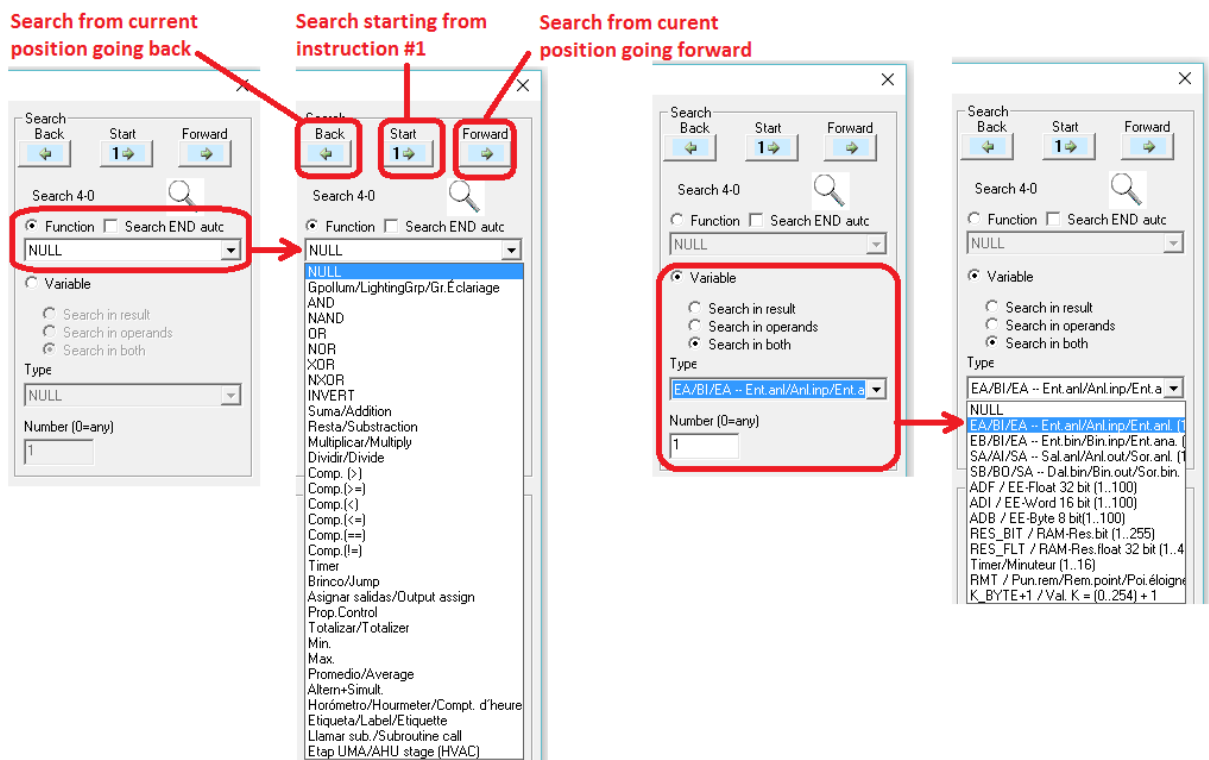 Search from current
position going back
Search starting from
instruction #1
Search from curent
position going forward
Search
Back Start Forward
1
Search 4-0
Function Search END autc
NULL
Variable
Search in result
Search in operands
Search in both
Type
NULL
Number (0=any)
1
Search
Back Start Forward
1
Search 4-0
Function Search END autc
NULL
NULL
Gpollum/LightingGrp/Gr.Éclariage
AND
NAND
OR
NOR
XOR
NXOR
INVERT
Suma/Addition
Resta/Substraction
Multiplicar/Multiply
Dividir/Divide
Comp. (>)
Comp.(>=)
Comp.(<)
Comp.(<=)
Comp.(==)
Comp.(!=)
Timer
Brinco/Jump
Asignar salidas/Output assign
Prop.Control
Totalizar/Totalizer
Min.
Max.
Promedio/Average
Altern+Simult.
Horómetro/Hourmeter/Compt. d'heure
Etiqueta/Label/Etiquette
Llamar sub./Subroutine call
Etap UMA/AHU stage (HVAC)
Search
Back Start Forward
1
Search 4-0
Function Search END autc
NULL
Variable
Search in result
Search in operands
Search in both
Type
EA/BI/EA -- Ent.anl/Anl.inp/Ent.a
Number (0=any)
1
Search
Back Start Forward
1
Search 4-0
Function Search END autc
NULL
Variable
Search in result
Search in operands
Search in both
Type
EA/BI/EA -- Ent.anl/Anl.inp/Ent.a
NULL
EA/BI/EA -- Ent.anl/Anl.inp/Ent.anl. (1
EB/BI/EA -- Ent.bin/Bin.inp/Ent.ana. (
SA/AI/SA -- Sal.anl/Anl.out/Sor.anl. (1
SB/BO/SA -- Dal.bin/Bin.out/Sor.bin.
ADF / EE-Float 32 bit (1..100)
ADI / EE-Word 16 bit (1..100)
ADB / EE-Byte 8 bit(1..100)
RES_BIT / RAM-Res.bit (1..255)
RES_FLT / RAM-Res.float 32 bit (1..4
Timer/Minuteur (1..16)
RMT / Pun.rem/Rem.point/Poi.éloigne
K_BYTE+1 / Val. K = (0..254) + 1